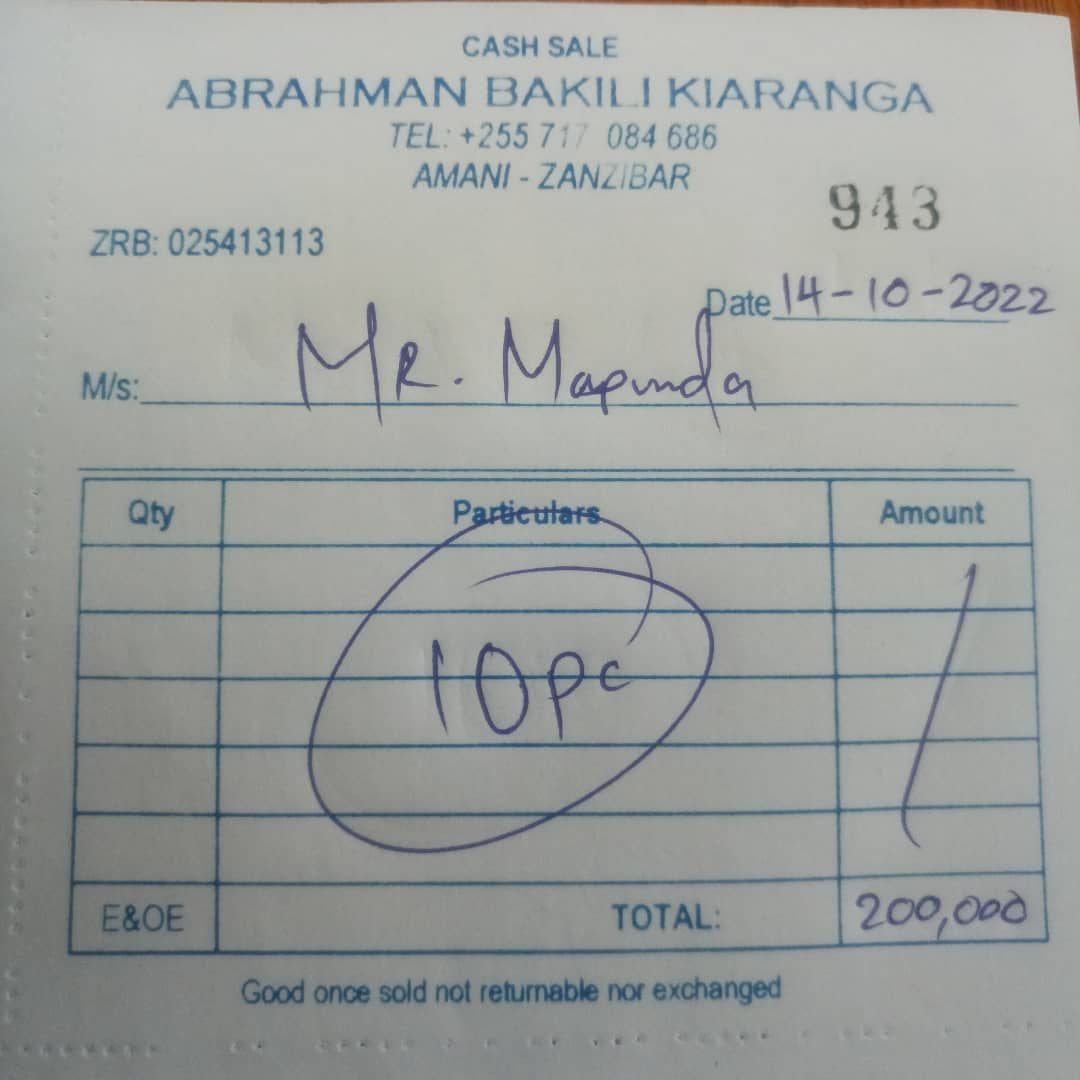 CASH SALE
ABRAHMAN BAKILI KIARANGA
TEL: +255 717 084 686
AMANI - ZANZIBAR
943
ZRB: 025413113
Date 14-10-2022
M/s: MR. Mapunda
Qty Particulars Amount
10pc
E&OE TOTAL: 200,000
Good once sold not returnable nor exchanged